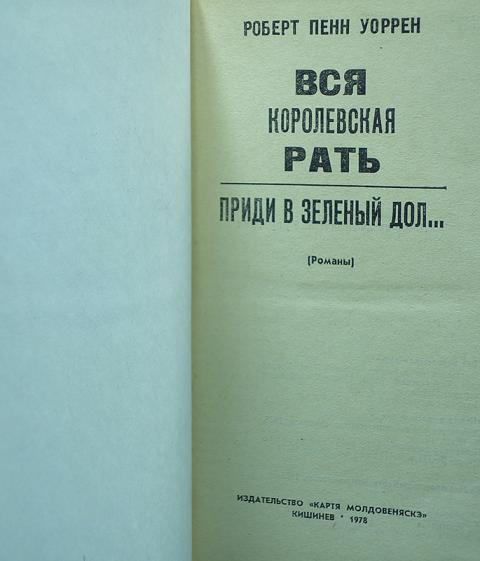 РОБЕРТ ПЕНН УОРРЕН
ВСЯ
КОРОЛЕВСКАЯ
РАТЬ
ПРИДИ В ЗЕЛЕНЫЙ ДОЛ...
(Романы)
ИЗДАТЕЛЬСТВО «КАРТЯ МОЛДОВЕНЯСКЭ»
КИШИНЕВ * 1978